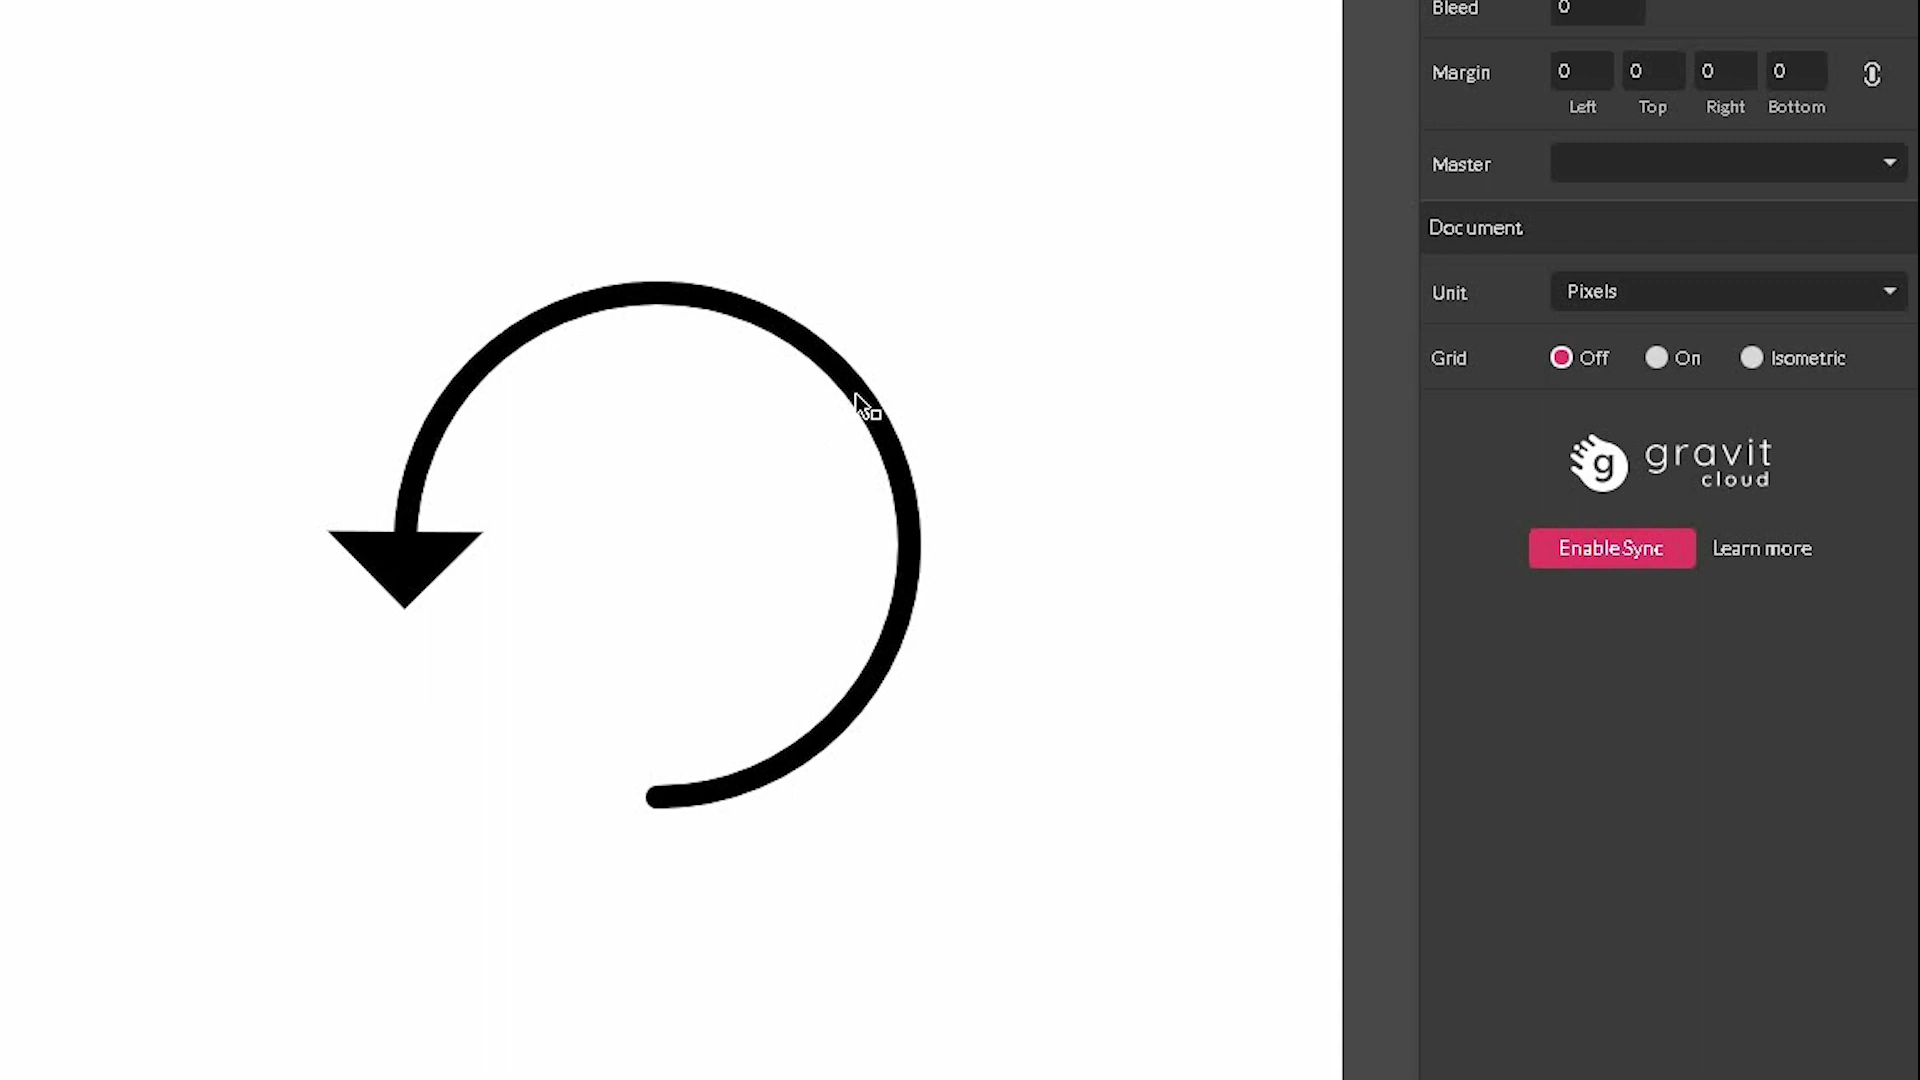 Bleed 0
Margin 0 0 0 0
Left Top Right Bottom
Master
Document
Unit Pixels
Grid Off On Isometric
g gravit
cloud
Enable Sync Learn more